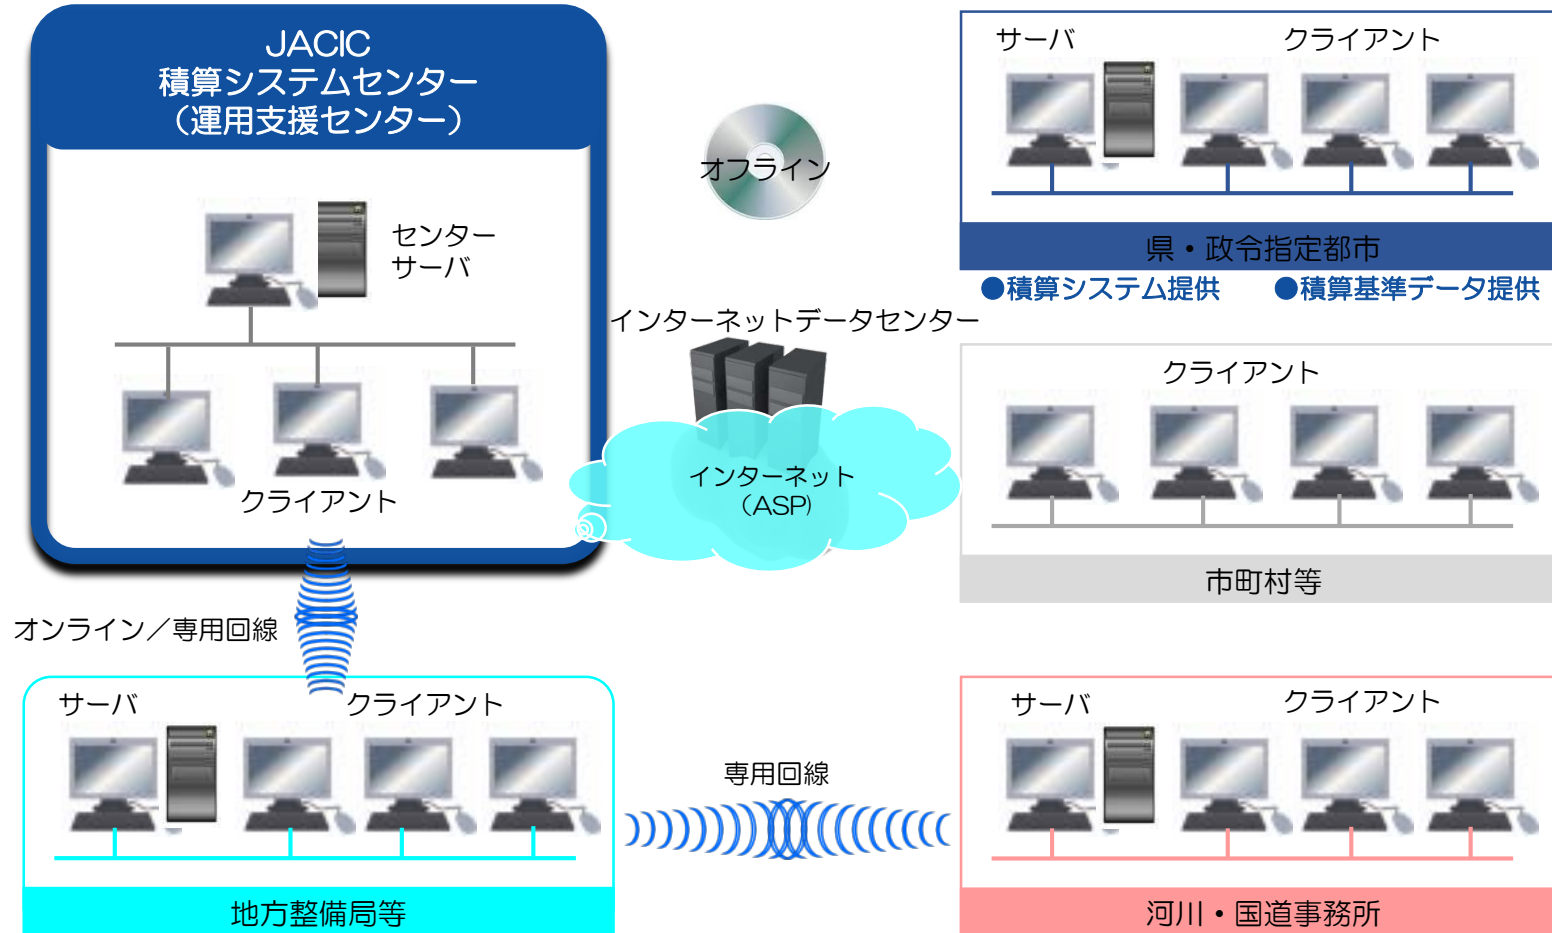 JACIC
積算システムセンター
（運用支援センター）
センター
サーバ
クライアント
オフライン
サーバ
クライアント
県・政令指定都市
●積算システム提供
●積算基準データ提供
インターネットデータセンター
インターネット
（ASP)
クライアント
市町村等
オンライン／専用回線
サーバ
クライアント
地方整備局等
専用回線
サーバ
クライアント
河川・国道事務所